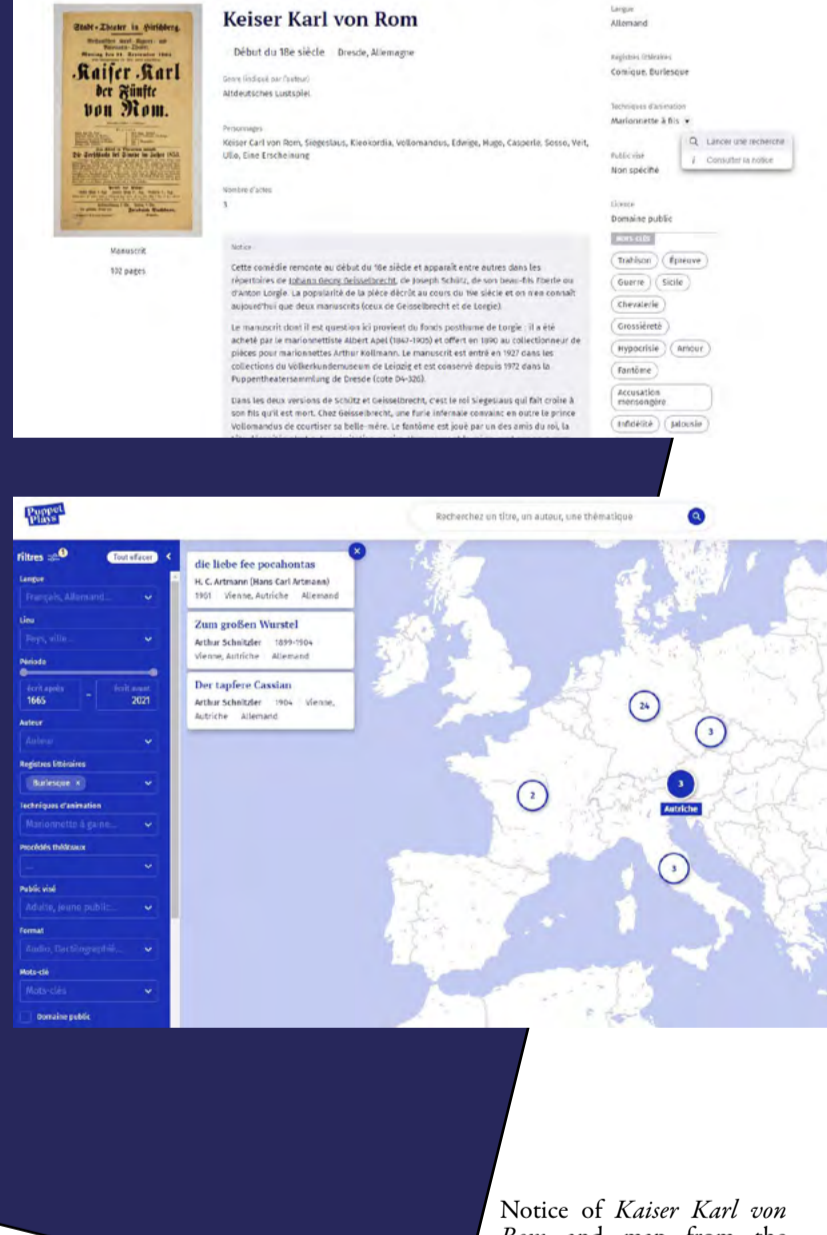 Stadt-Theater in Hirschberg.
Kaiser Karl
der Fünfte
von Rom.
Manuscrit
102 pages
Keiser Karl von Rom
Début du 18e siècle Dresde, Allemagne
Genre (indiqué par l'auteur)
Altdeutsches Lustspiel
Personnages
Keiser Carl von Rom, Siegeslaus, Kleokordia, Vollomandus, Edwige, Hugo, Casperle, Sosse, Veit,
Ullo, Eine Erscheinung
Nombre d'actes
Notice
Cette comédie remonte au début du 18e siècle et apparaît entre autres dans les
répertoires de Johann Georg Geisselbrecht, de Joseph Schütz, de son beau-fils Eberle ou
d'Anton Lorgie. La popularité de la pièce décrût au cours du 19e siècle et on n'en connaît
aujourd'hui que deux manuscrits (ceux de Geisselbrecht et de Lorgie).
Le manuscrit dont il est question ici provient du fonds posthume de Lorgie : il a été
acheté par le marionnettiste Albert Apel (1847-1905) et offert en 1890 au collectionneur de
pièces pour marionnettes Arthur Kollmann. Le manuscrit est entré en 1927 dans les
collections du Völkerkundemuseum de Leipzig et est conservé depuis 1972 dans la
Puppentheatersammlung de Dresde (cote D4-326).
Dans les deux versions de Schütz et Geisselbrecht, c'est le roi Siegeslaus qui fait croire à
son fils qu'il est mort. Chez Geisselbrecht, une furie infernale convainc en outre le prince
Vollomandus de courtiser sa belle-mère. Le fantôme est joué par un des amis du roi, la
Langue
Allemand
Registres littéraires
Comique, Burlesque
Techniques d'animation
Marionnette à fils
Lancer une recherche
i Consulter la notice
Public visé
Non spécifié
Licence
Domaine public
MOTS-CLÉS
Trahison Épreuve
Guerre Sicile
Chevalerie
Grossièreté
Hypocrisie Amour
Fantôme
Accusation
mensongère
Infidélité Jalousie
Puppet
Plays
Recherchez un titre, un auteur, une thématique
Filtres 1 Tout effacer
Langue
Français, Allemand...
Lieu
Pays, ville...
Période
écrit après
1665
–
écrit avant
2021
Auteur
Auteur
Registres littéraires
Burlesque ×
Techniques d'animation
Marionnette à gaine...
Procédés théâtraux
...
Public visé
Adulte, jeune public...
Format
Audio, Dactylographié...
Mots-clé
Mots-clés
Domaine public
die liebe fee pocahontas
H. C. Artmann (Hans Carl Artmann)
1961 Vienne, Autriche Allemand
Zum großen Wurstel
Arthur Schnitzler 1899-1904
Vienne, Autriche Allemand
Der tapfere Cassian
Arthur Schnitzler 1904 Vienne,
Autriche Allemand
24
3
3
Autriche
2
3
Notice of Kaiser Karl von